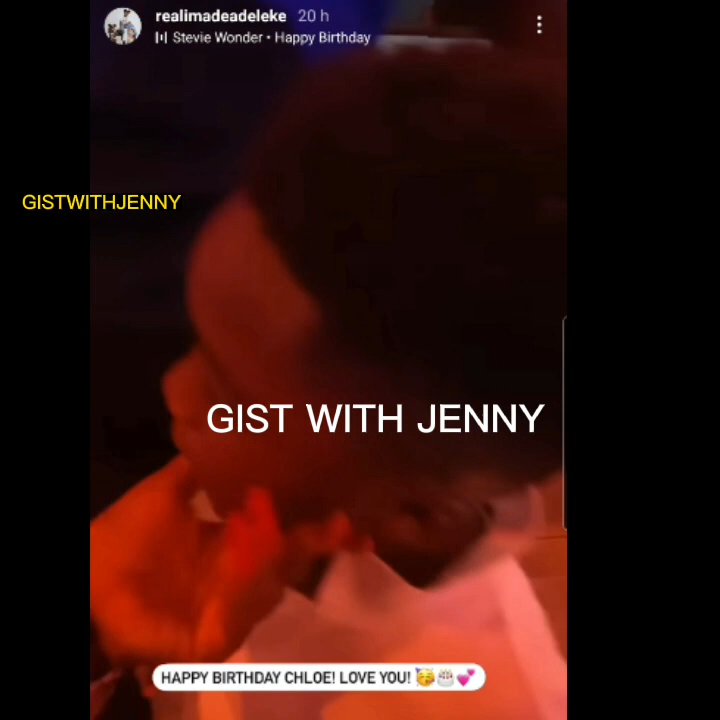 realimadeadeleke 20 h
Stevie Wonder • Happy Birthday
GISTWITHJENNY
GIST WITH JENNY
HAPPY BIRTHDAY CHLOE! LOVE YOU! 🥳🎂💕